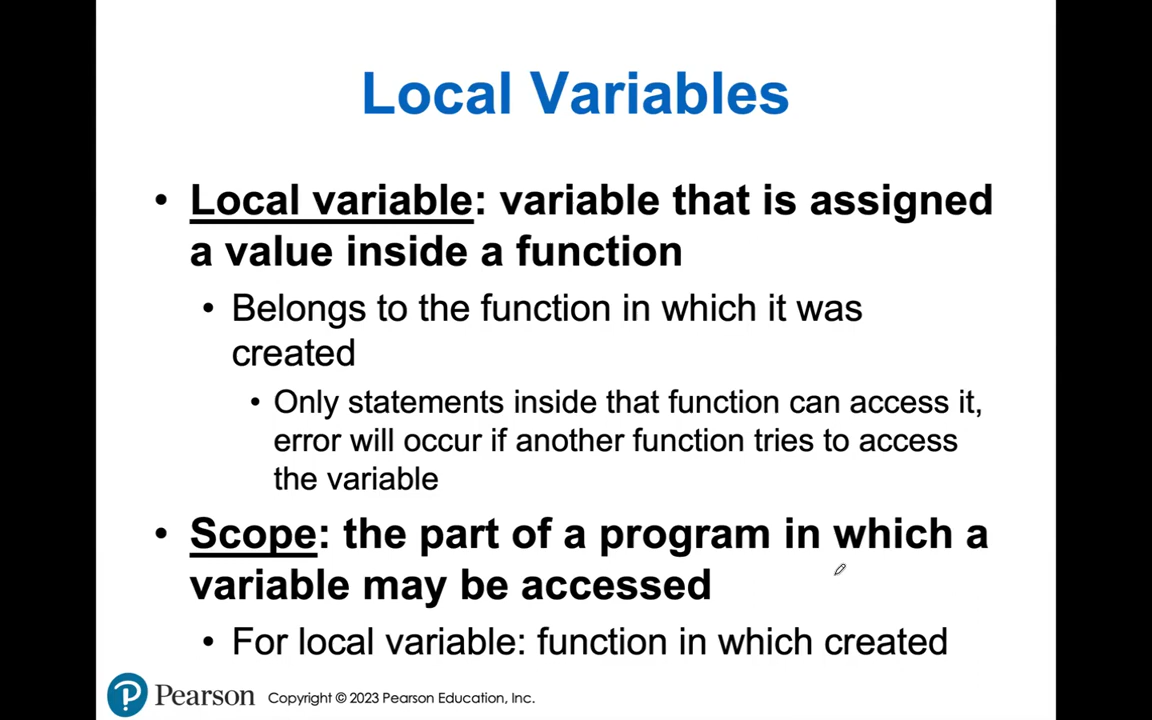 Local Variables
• Local variable: variable that is assigned
a value inside a function
• Belongs to the function in which it was
created
• Only statements inside that function can access it,
error will occur if another function tries to access
the variable
• Scope: the part of a program in which a
variable may be accessed
• For local variable: function in which created
P Pearson Copyright © 2023 Pearson Education, Inc.